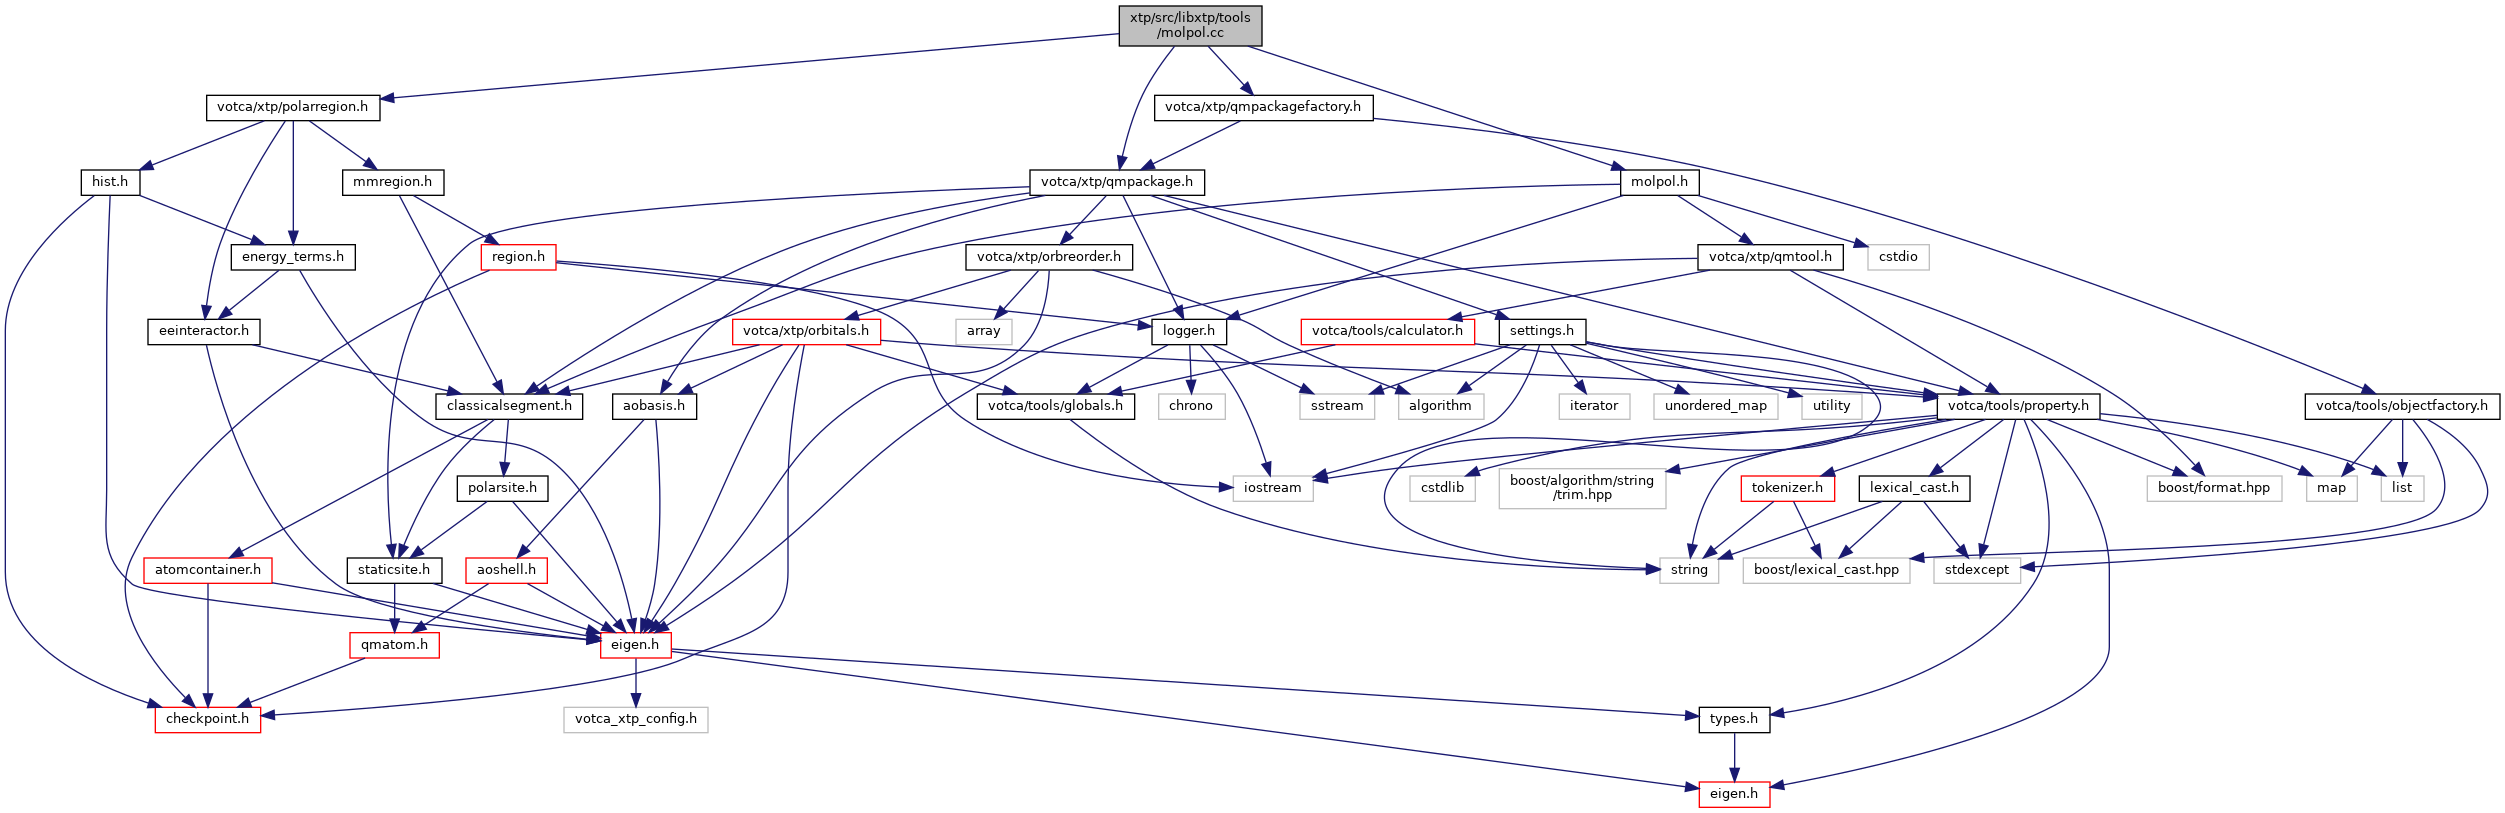 xtp/src/libxtp/tools
/molpol.cc
votca/xtp/polarregion.h
votca/xtp/qmpackagefactory.h
hist.h
mmregion.h
votca/xtp/qmpackage.h
molpol.h
energy_terms.h
region.h
votca/xtp/orbreorder.h
votca/xtp/qmtool.h
cstdio
eeinteractor.h
votca/xtp/orbitals.h
array
logger.h
votca/tools/calculator.h
settings.h
classicalsegment.h
aobasis.h
votca/tools/globals.h
chrono
sstream
algorithm
iterator
unordered_map
utility
votca/tools/property.h
votca/tools/objectfactory.h
polarsite.h
iostream
cstdlib
boost/algorithm/string
/trim.hpp
tokenizer.h
lexical_cast.h
boost/format.hpp
map
list
atomcontainer.h
staticsite.h
aoshell.h
string
boost/lexical_cast.hpp
stdexcept
qmatom.h
eigen.h
checkpoint.h
votca_xtp_config.h
types.h
eigen.h